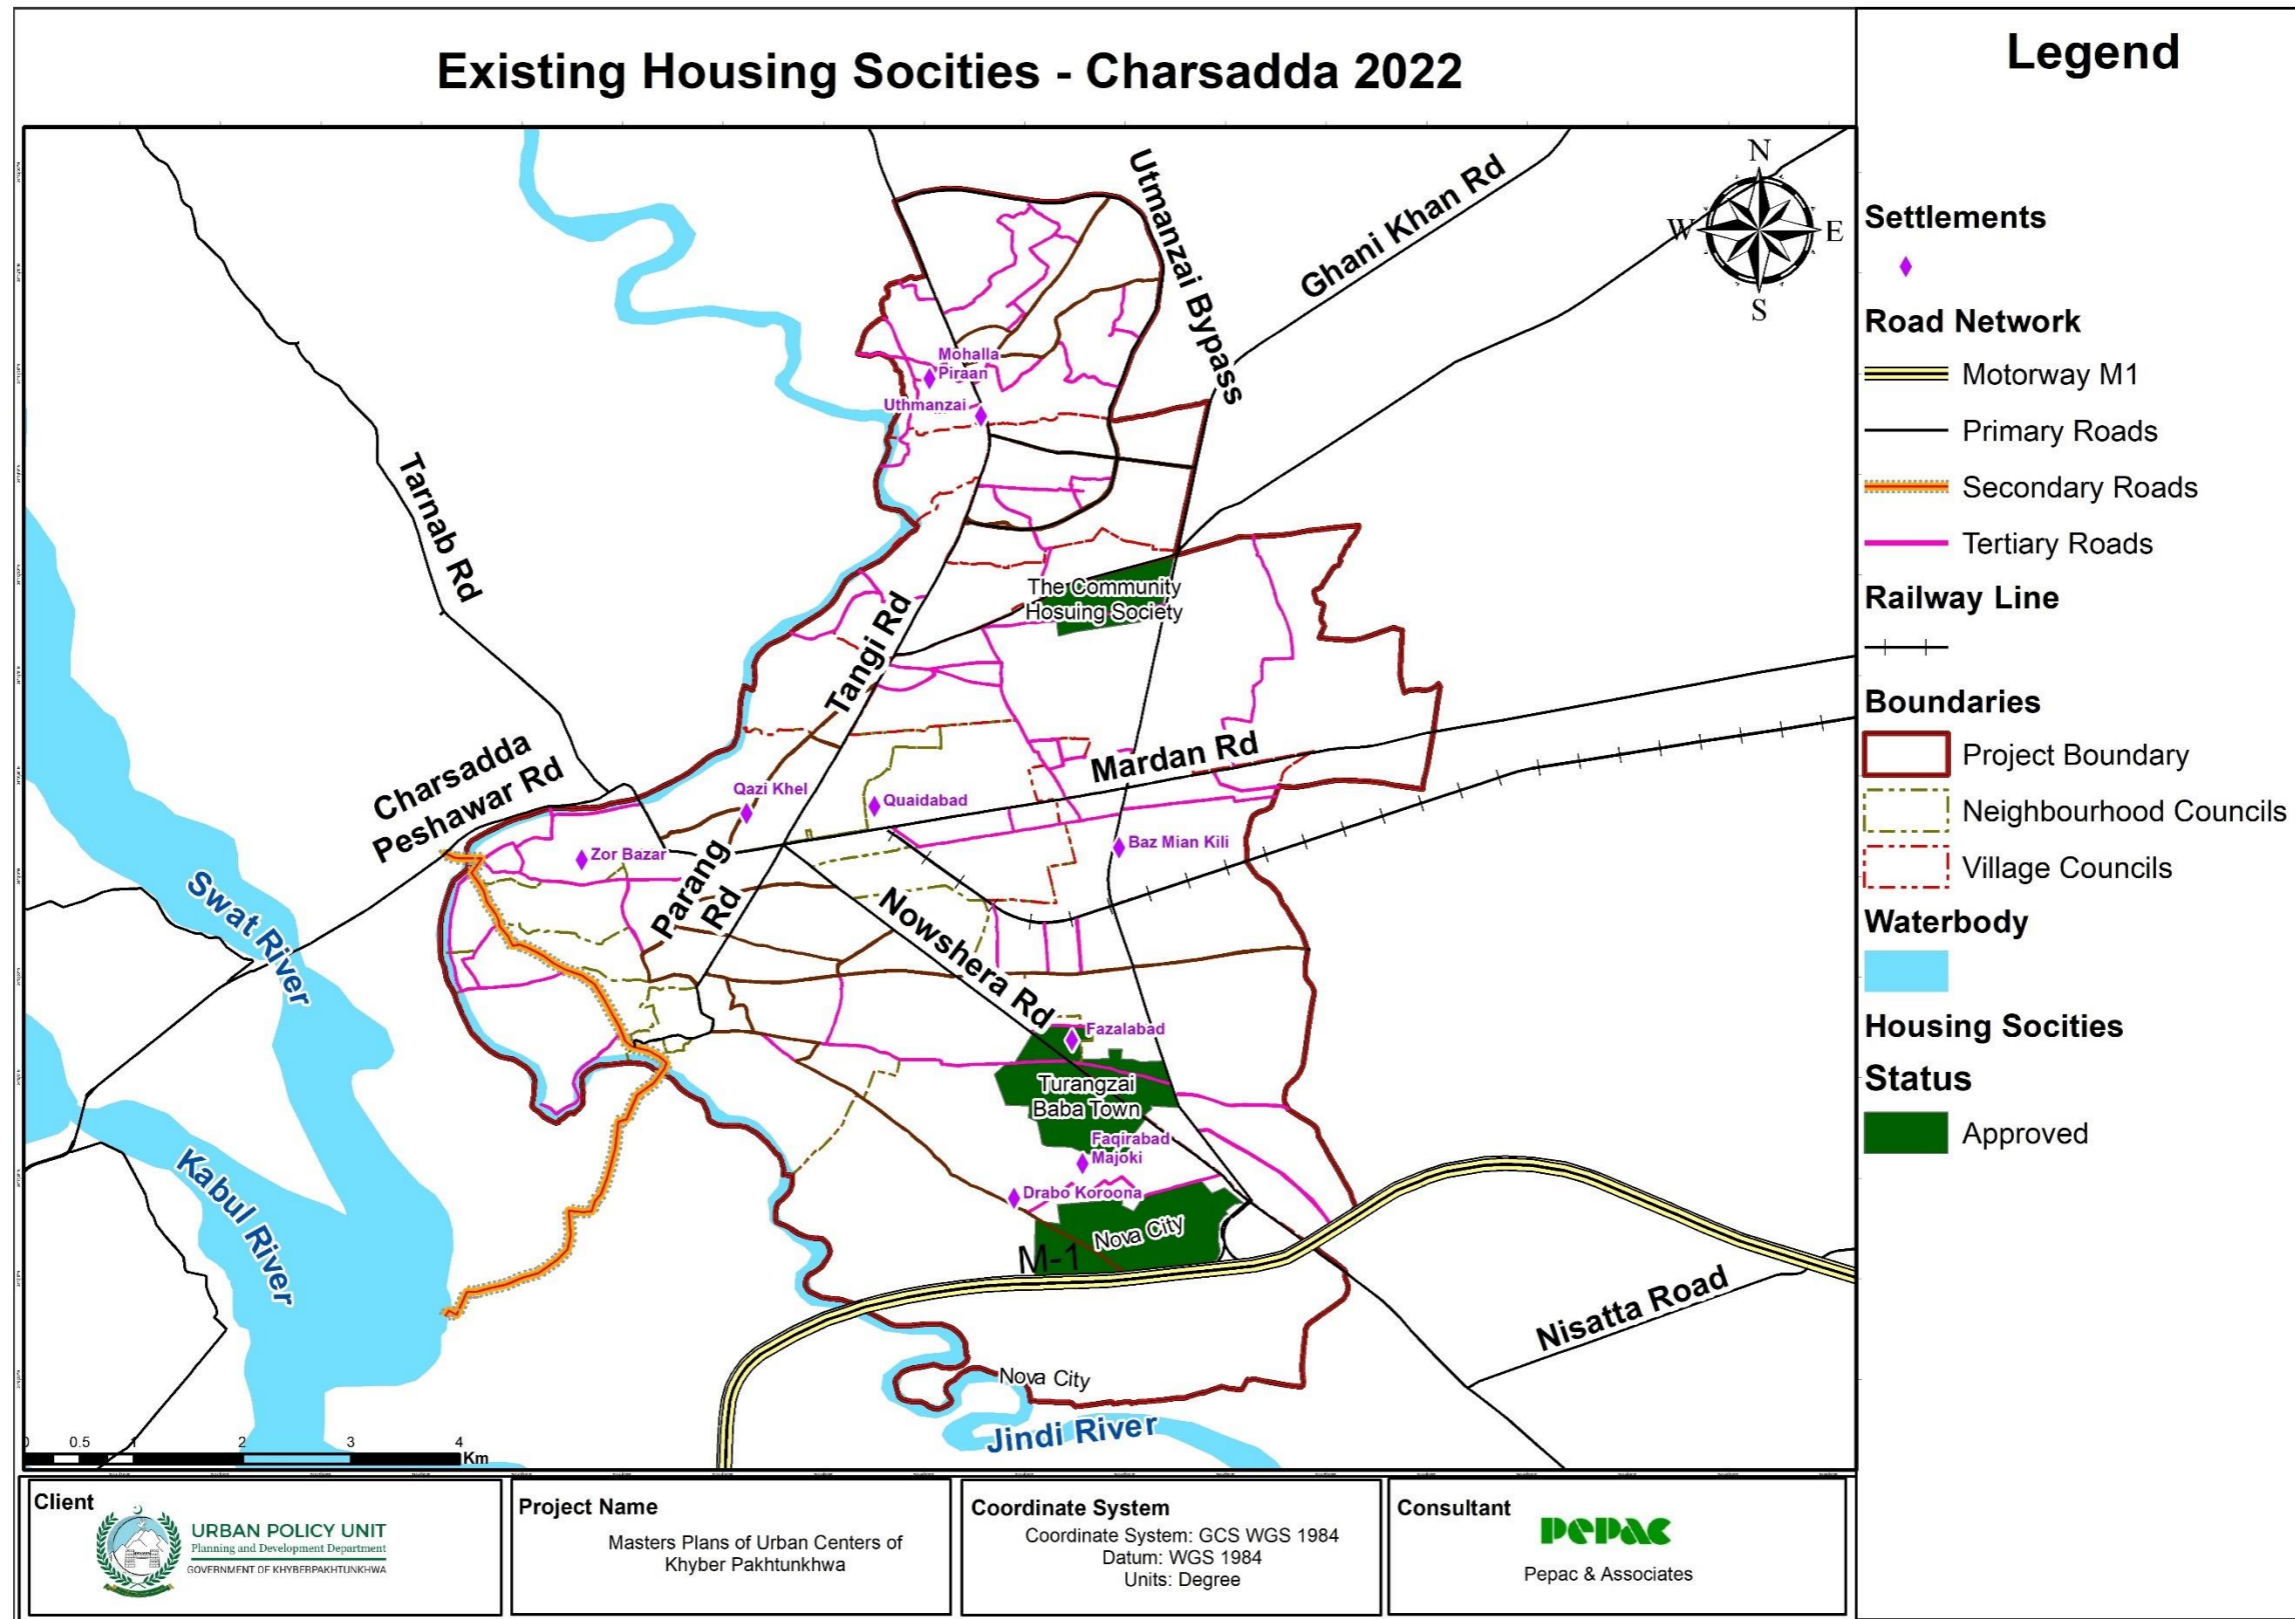 Existing Housing Socities - Charsadda 2022
N
W
E
S
Utmanzai Bypass
Ghani Khan Rd
Mohalla
Piraan
Uthmanzai
Tarnab Rd
The Community
Hosuing Society
Tangi Rd
Charsadda
Peshawar Rd
Mardan Rd
Qazi Khel
Quaidabad
Zor Bazar
Baz Mian Kili
Parang
Rd
Swat River
Nowshera Rd
Fazalabad
Turangzai
Baba Town
Faqirabad
Majoki
Kabul River
Drabo Koroona
Nova City
M-1
Nisatta Road
Nova City
Jindi River
0 0.5 1 2 3 4
Km
Legend
Settlements
Road Network
Motorway M1
Primary Roads
Secondary Roads
Tertiary Roads
Railway Line
Boundaries
Project Boundary
Neighbourhood Councils
Village Councils
Waterbody
Housing Socities
Status
Approved
Client
URBAN POLICY UNIT
Planning and Development Department
GOVERNMENT OF KHYBERPAKHTUNKHWA
Project Name
Masters Plans of Urban Centers of
Khyber Pakhtunkhwa
Coordinate System
Coordinate System: GCS WGS 1984
Datum: WGS 1984
Units: Degree
Consultant
PEPAC
Pepac & Associates